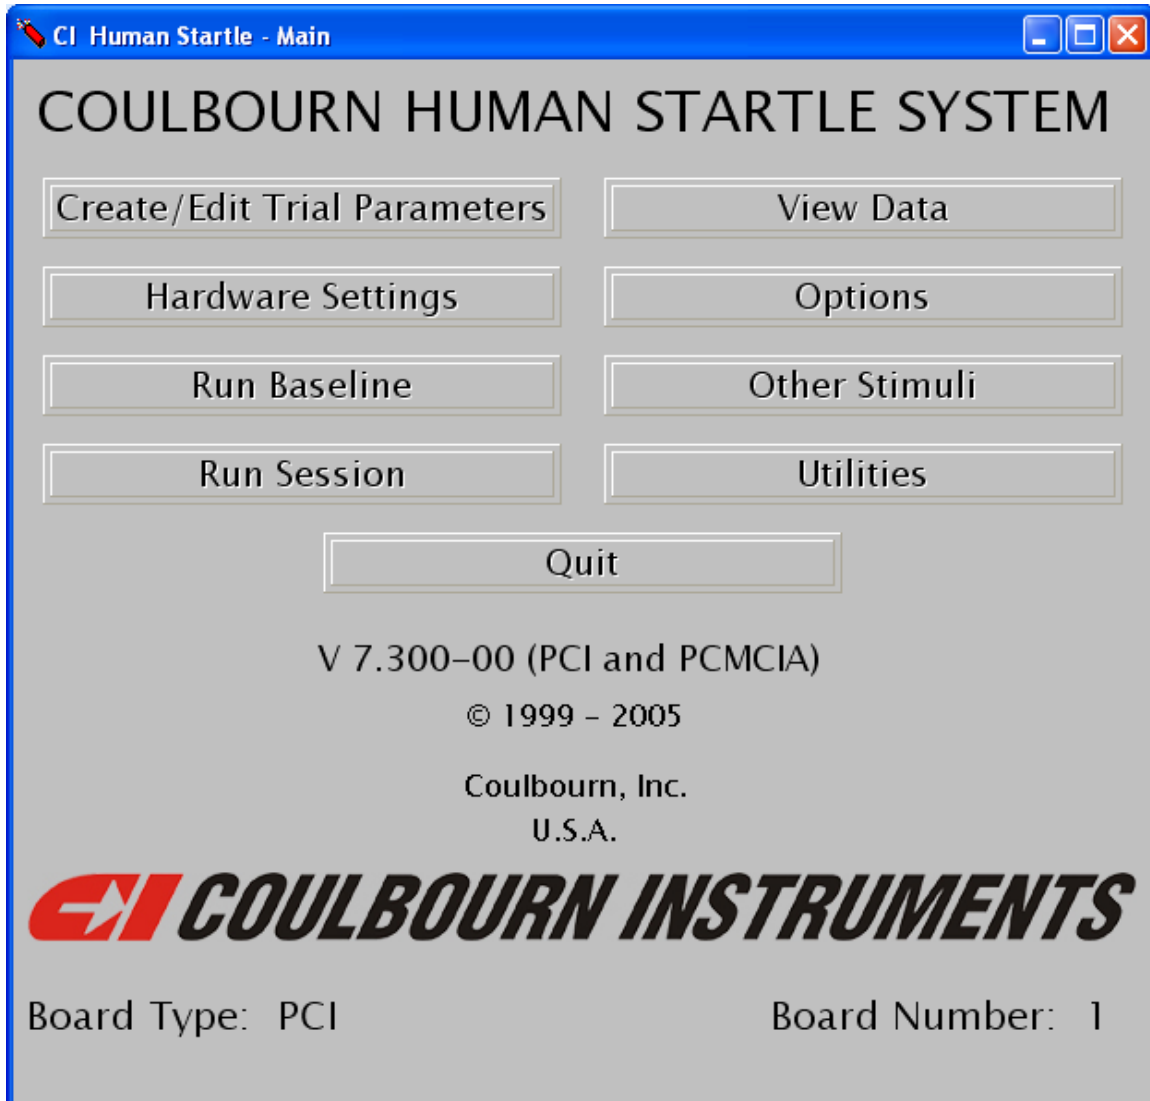 CI Human Startle - Main
COULBOURN HUMAN STARTLE SYSTEM
Create/Edit Trial Parameters
View Data
Hardware Settings
Options
Run Baseline
Other Stimuli
Run Session
Utilities
Quit
V 7.300-00 (PCI and PCMCIA)
© 1999 - 2005
Coulbourn, Inc.
U.S.A.
CI COULBOURN INSTRUMENTS
Board Type: PCI
Board Number: 1